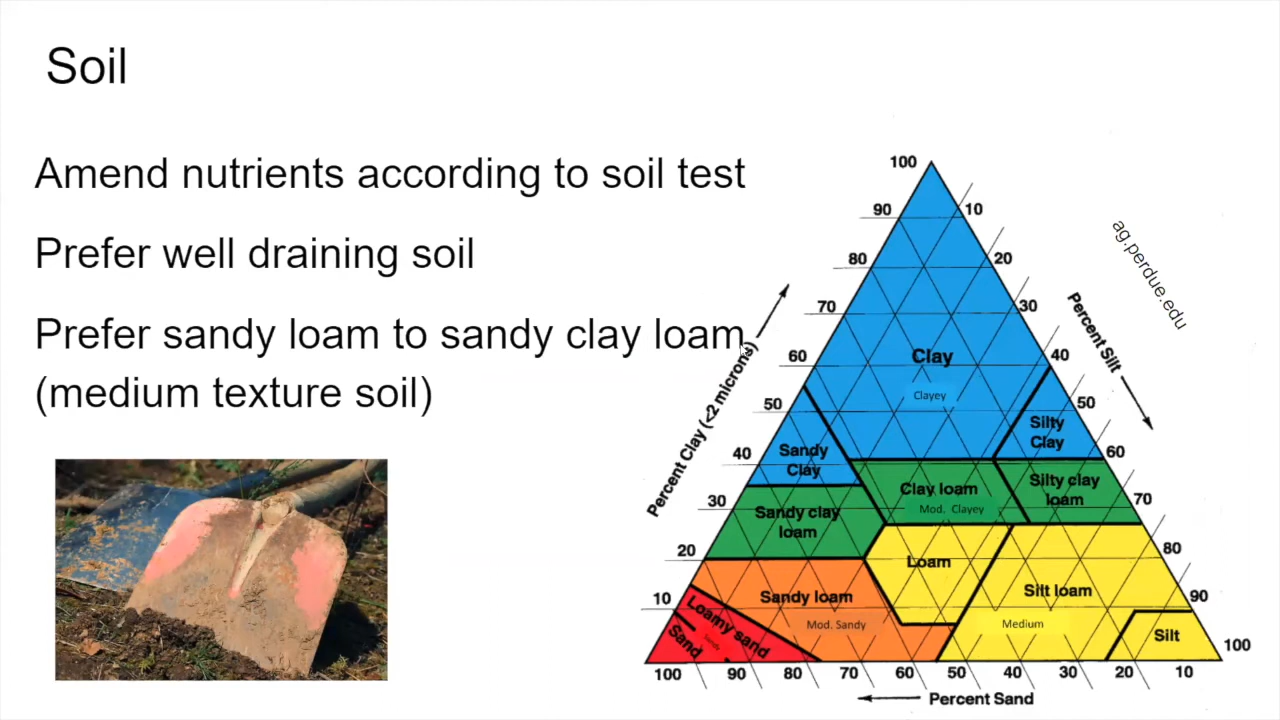 Soil
Amend nutrients according to soil test
Prefer well draining soil
Prefer sandy loam to sandy clay loam
(medium texture soil)
ag.perdue.edu
Percent Clay (<2 microns)
Percent Silt
100
90
80
70
60
50
40
30
20
10
10
20
30
40
50
60
70
80
90
100
Clay
Clayey
Silty
Clay
Sandy
Clay
Clay loam
Mod. Clayey
Silty clay
loam
Sandy clay
loam
Loam
Silt loam
Medium
Sandy loam
Mod. Sandy
Loamy sand
Sandy
Sand
Silt
100 90 80 70 60 50 40 30 20 10
Percent Sand